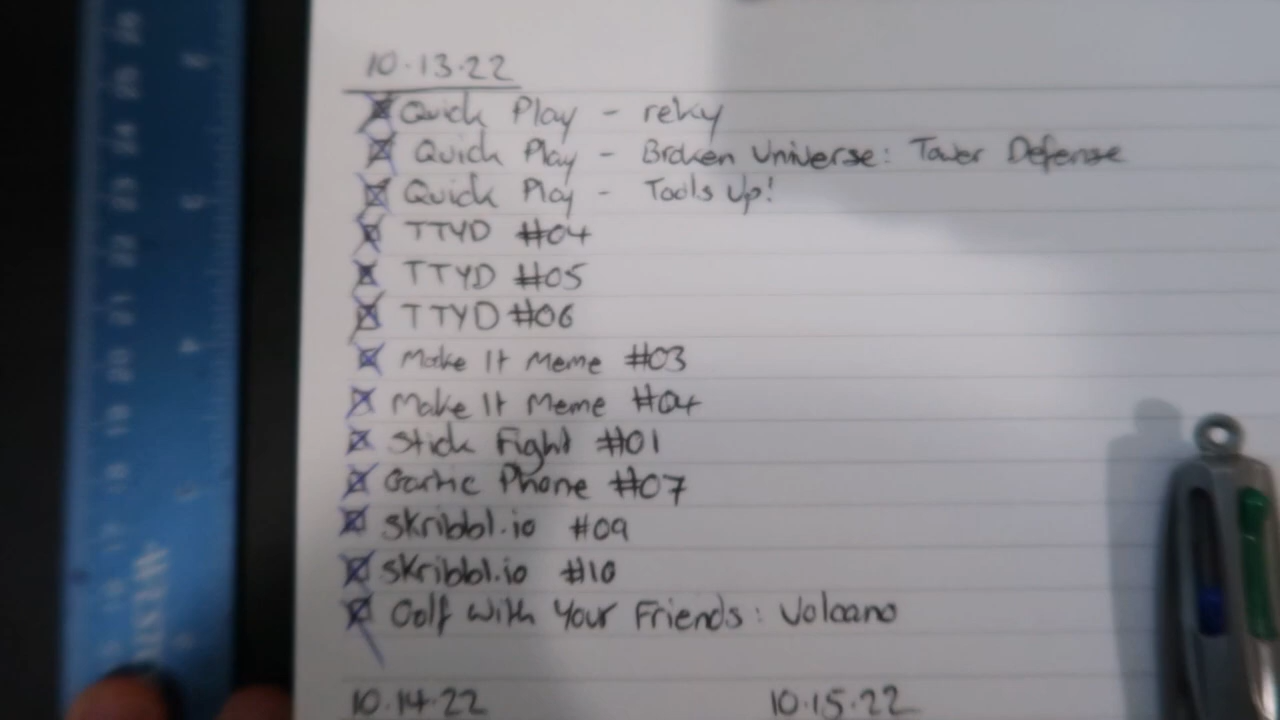 10.13.22
Quick Play - relry
Quick Play - Broken Universe: Tower Defense
Quick Play - Tools Up!
TTYD #04
TTYD #05
TTYD #06
Make It Meme #03
Make It Meme #04
Stick Fight #01
Gartic Phone #07
skribbl.io #09
skribbl.io #10
Golf With Your Friends: Volcano
10.14.22
10.15.22